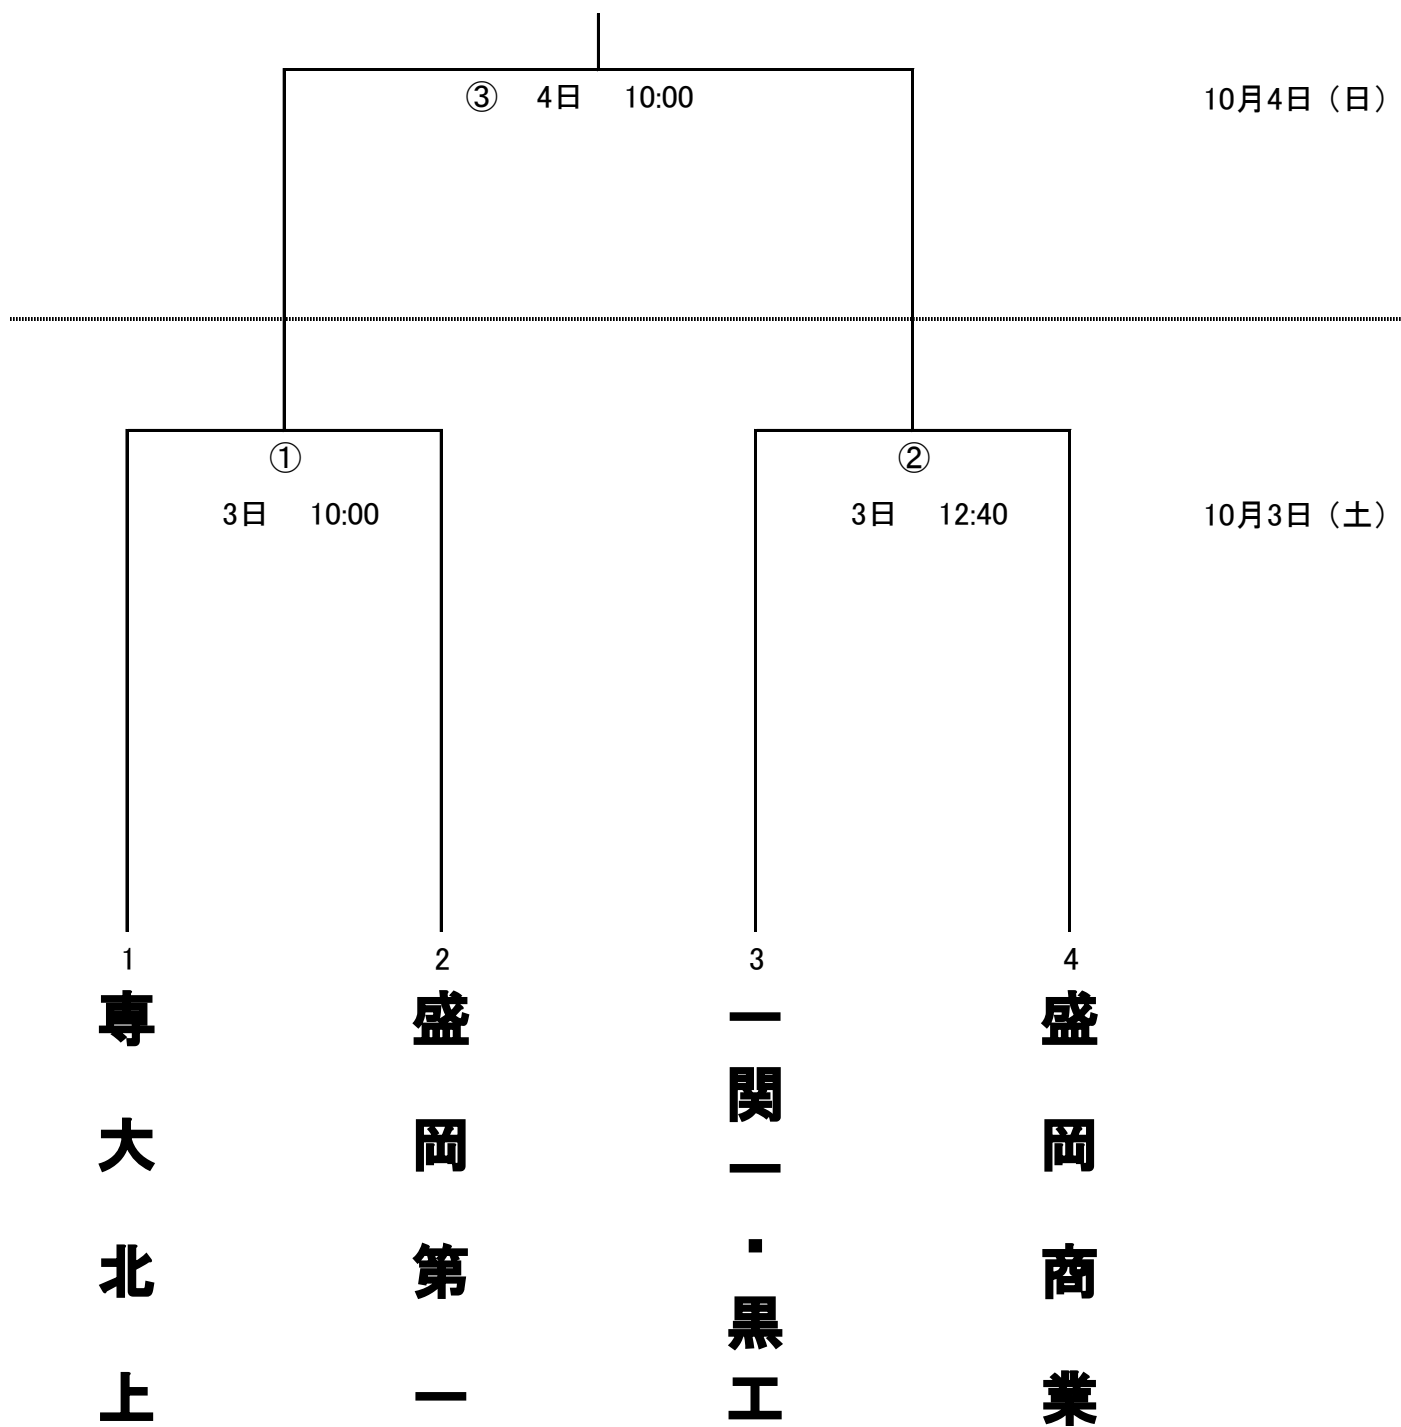 ③ 4日 10:00
10月4日（日）
①
②
3日 10:00
3日 12:40
10月3日（土）
1
2
3
4
専大北上
盛岡第一
一関一・黒工
盛岡商業